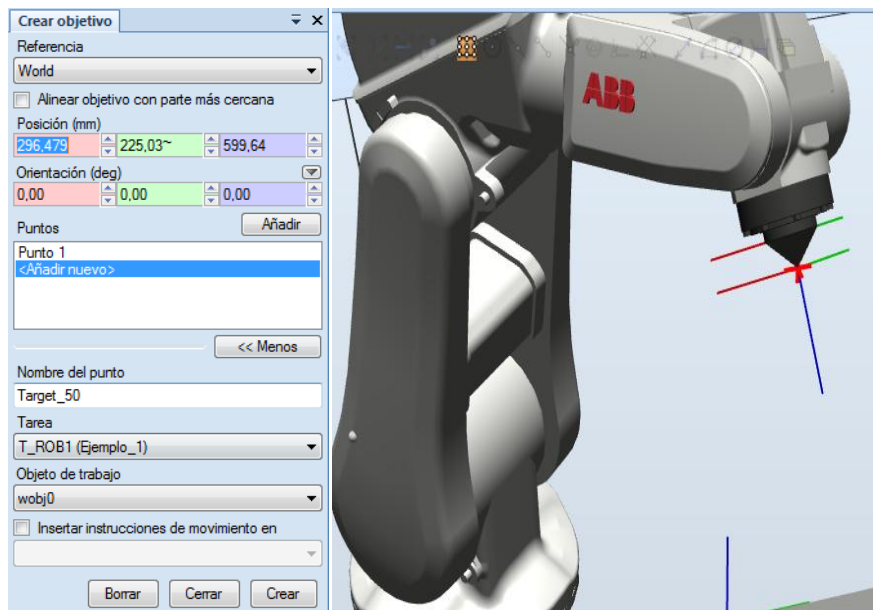 Crear objetivo
Referencia
World
Alinear objetivo con parte más cercana
Posición (mm)
296,479 225,03~ 599,64
Orientación (deg)
0,00 0,00 0,00
Puntos Añadir
Punto 1
<Añadir nuevo>
<< Menos
Nombre del punto
Target_50
Tarea
T_ROB1 (Ejemplo_1)
Objeto de trabajo
wobj0
Insertar instrucciones de movimiento en
Borrar Cerrar Crear
ABB